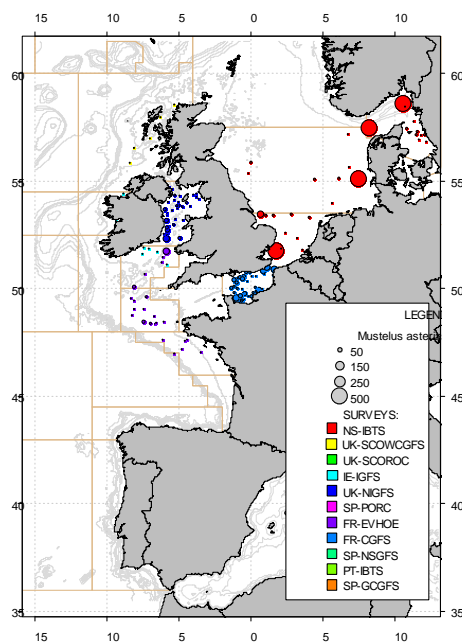 15 10 5 0 5 10
60
60
55
55
50
50
45
45
40
40
35
35
LEGEN
Mustelus aster
50
150
250
500
SURVEYS:
NS-IBTS
UK-SCOWCGFS
UK-SCOROC
IE-IGFS
UK-NIGFS
SP-PORC
FR-EVHOE
FR-CGFS
SP-NSGFS
PT-IBTS
SP-GCGFS
15 10 5 0 5 10